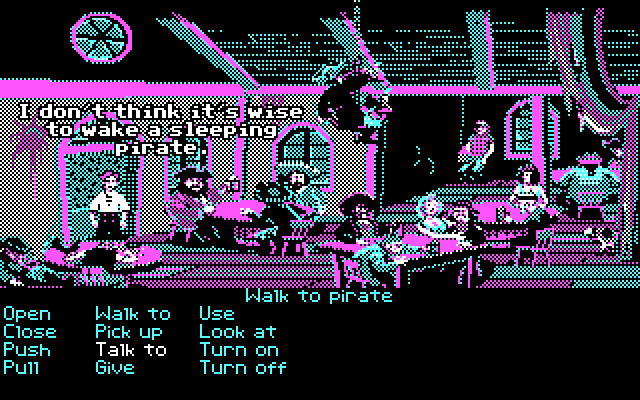 I don't think it's wise
to wake a sleeping
pirate.
Walk to pirate
Open Walk to Use
Close Pick up Look at
Push Talk to Turn on
Pull Give Turn off